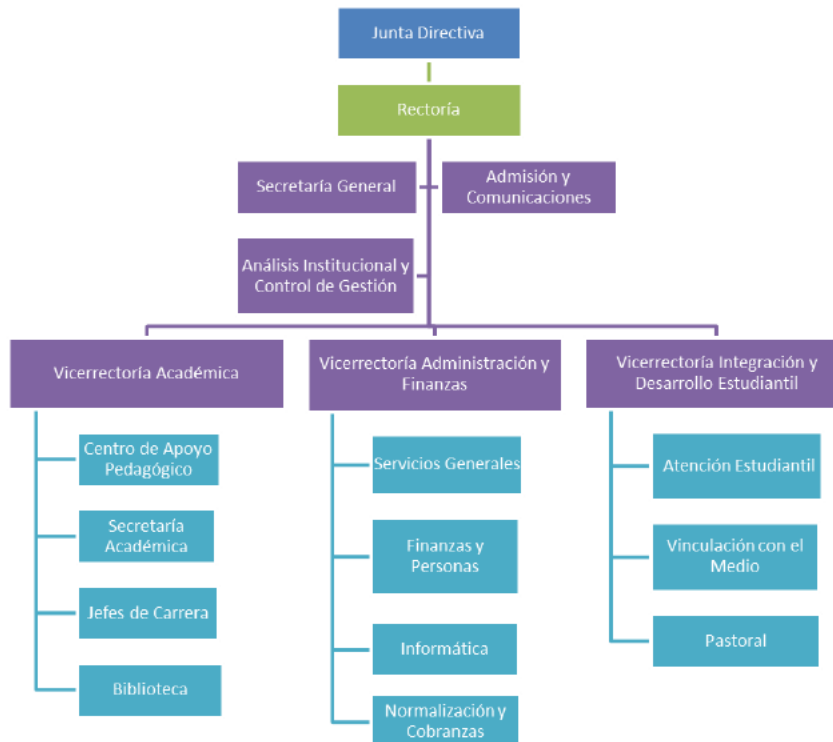 Junta Directiva
Rectoría
Secretaría General
Admisión y
Comunicaciones
Análisis Institucional y
Control de Gestión
Vicerrectoría Académica
Vicerrectoría Administración y
Finanzas
Vicerrectoría Integración y
Desarrollo Estudiantil
Centro de Apoyo
Pedagógico
Secretaría
Académica
Jefes de Carrera
Biblioteca
Servicios Generales
Finanzas y
Personas
Informática
Normalización y
Cobranzas
Atención Estudiantil
Vinculación con el
Medio
Pastoral